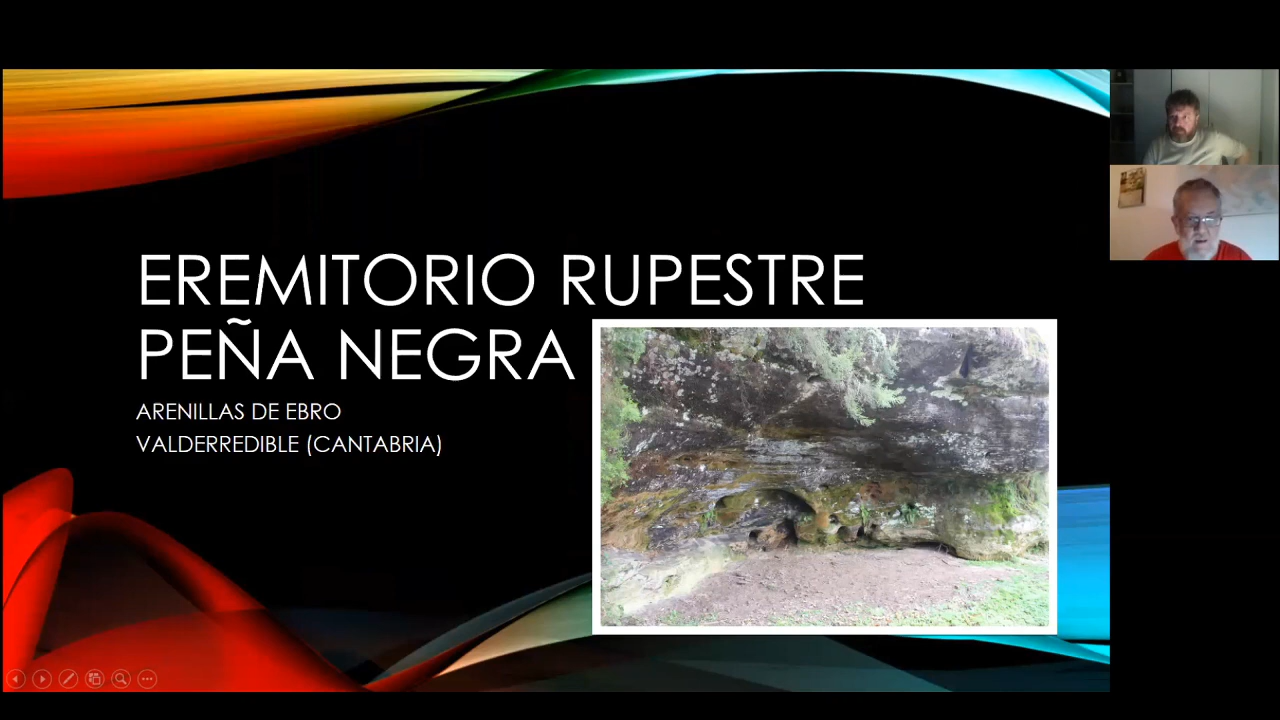 EREMITORIO RUPESTRE
PEÑA NEGRA
ARENILLAS DE EBRO
VALDERREDIBLE (CANTABRIA)